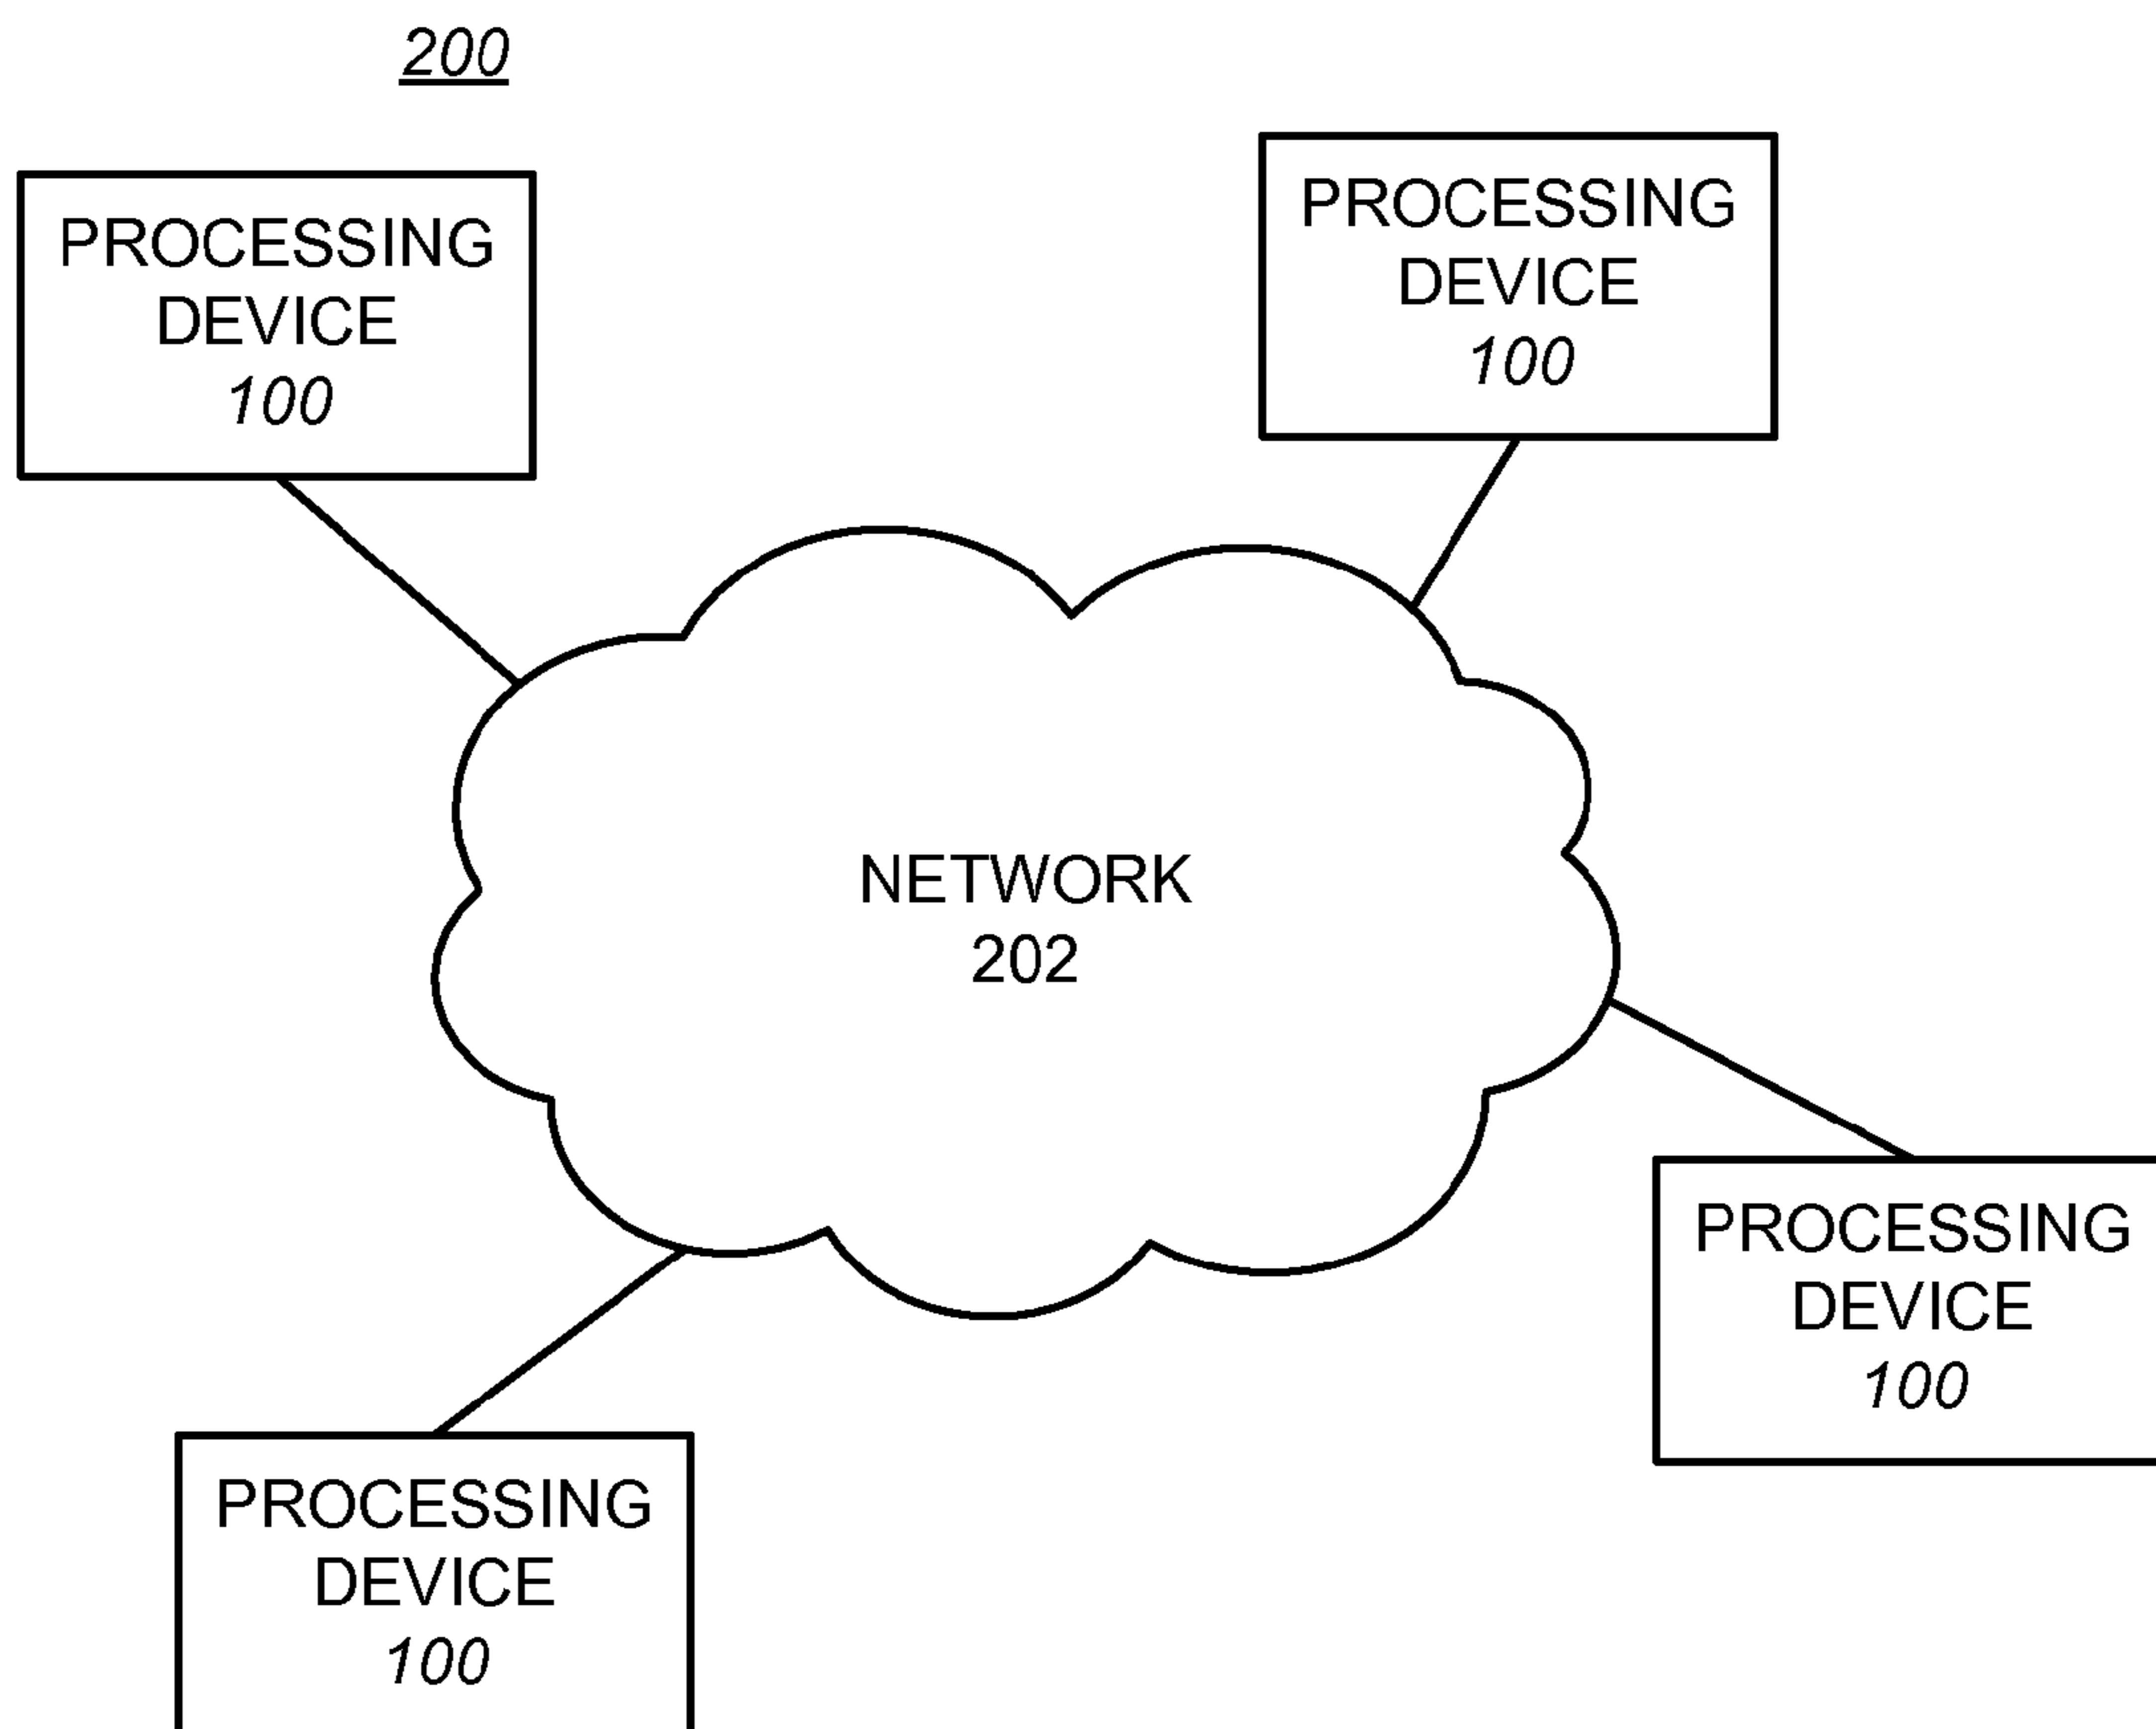 200
PROCESSING
DEVICE
100
PROCESSING
DEVICE
100
NETWORK
202
PROCESSING
DEVICE
100
PROCESSING
DEVICE
100